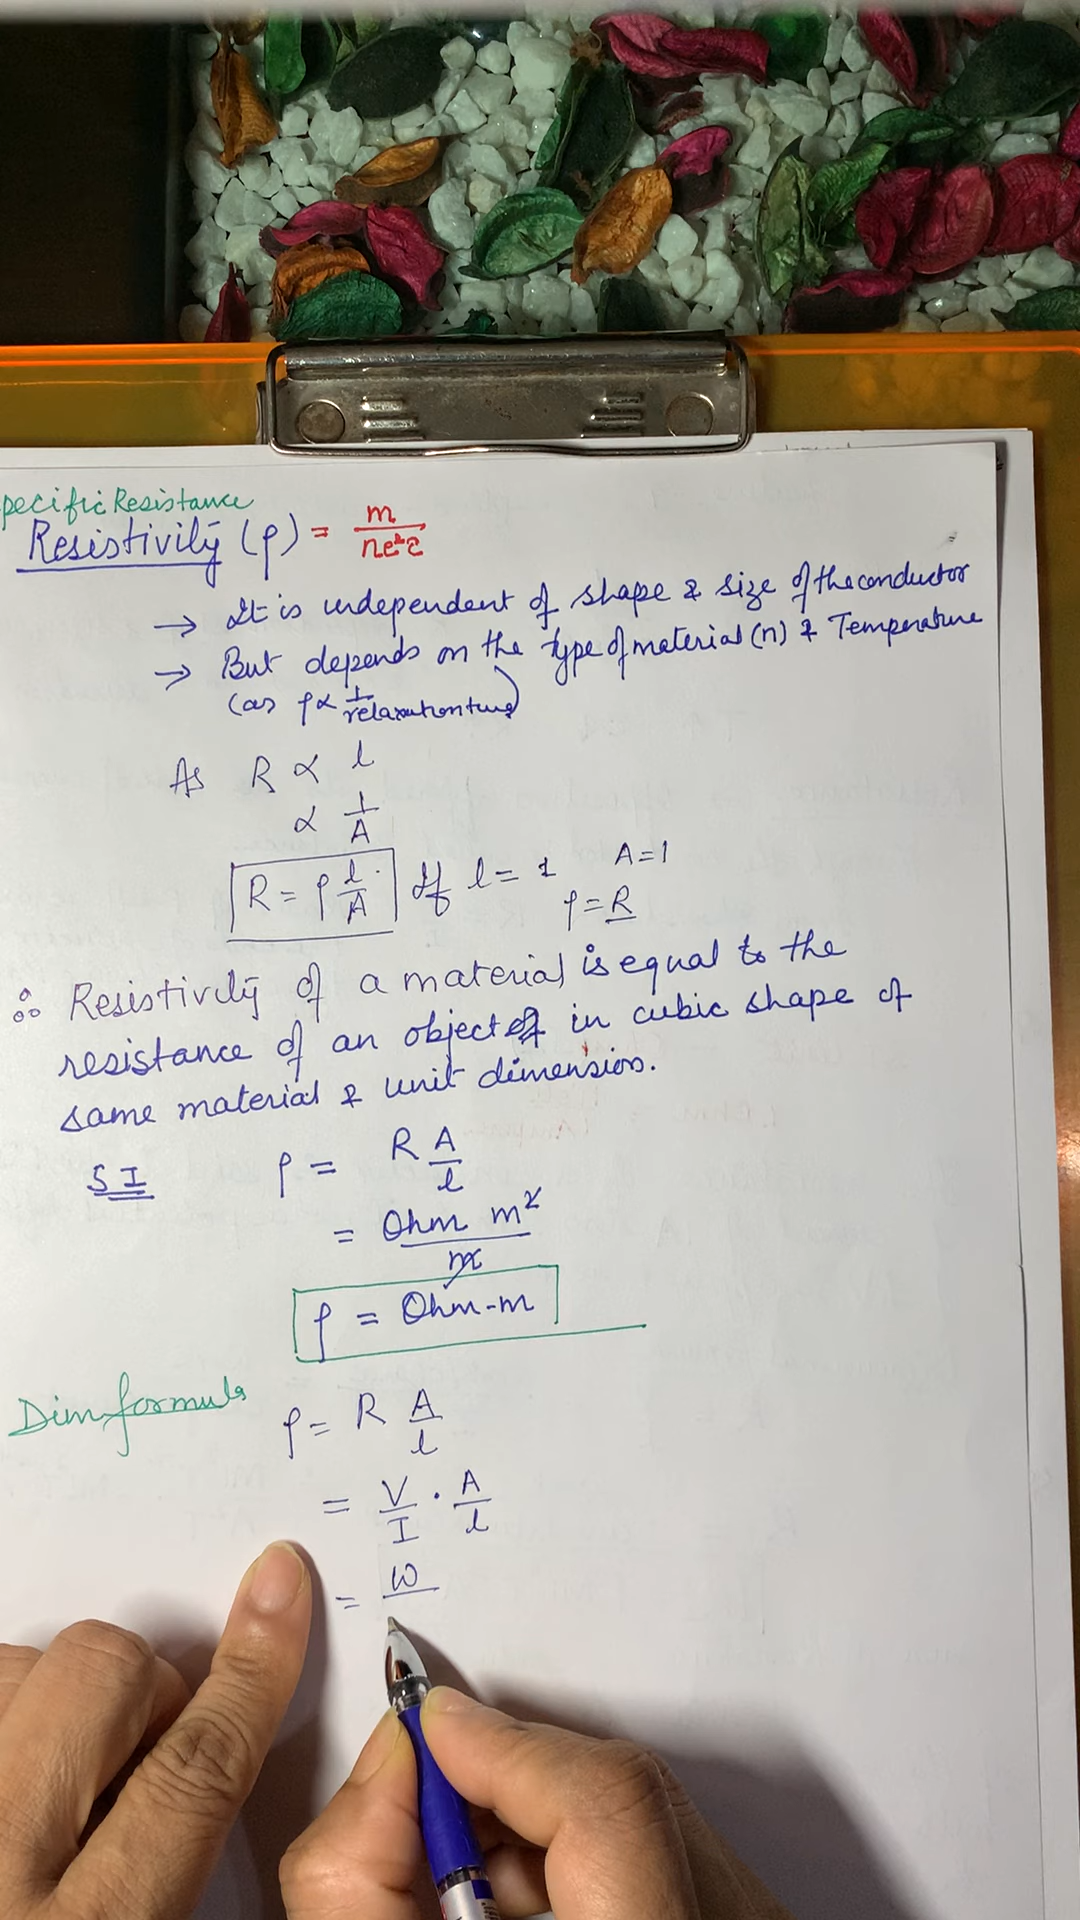 pecific Resistance
Resistivity (ρ) = m/ne²τ
→ It is independent of shape & size of the conductor
→ But depends on the type of material (n) & Temperature
(as ρ ∝ 1/relaxation time)
As R ∝ l
∝ 1/A
R = ρ l/A If l = 1 A = 1
ρ = R
∴ Resistivity of a material is equal to the
resistance of an object in cubic shape of
same material & unit dimension.
SI ρ = R A/l
= Ohm m²/m
ρ = Ohm-m
Dim formula ρ = R A/l
= V/I · A/l
= W